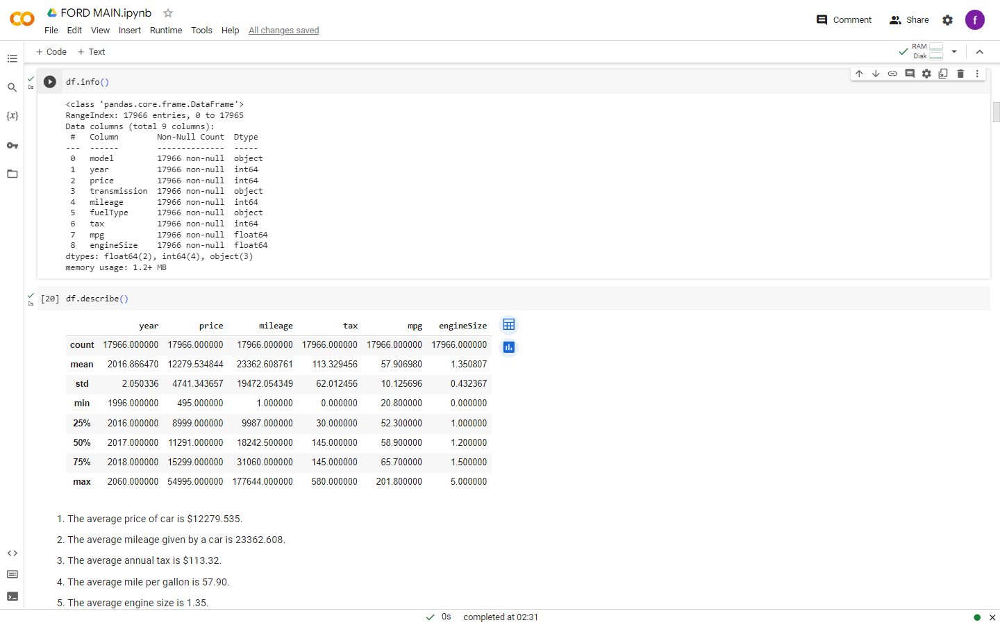 FORD MAIN.ipynb
File Edit View Insert Runtime Tools Help All changes saved
Comment Share f
+ Code + Text
RAM
Disk
0s
df.info()
<class 'pandas.core.frame.DataFrame'>
RangeIndex: 17966 entries, 0 to 17965
Data columns (total 9 columns):
# Column Non-Null Count Dtype
--- ------ -------------- -----
0 model 17966 non-null object
1 year 17966 non-null int64
2 price 17966 non-null int64
3 transmission 17966 non-null object
4 mileage 17966 non-null int64
5 fuelType 17966 non-null object
6 tax 17966 non-null int64
7 mpg 17966 non-null float64
8 engineSize 17966 non-null float64
dtypes: float64(2), int64(4), object(3)
memory usage: 1.2+ MB
0s
[20] df.describe()
year price mileage tax mpg engineSize
count 17966.000000 17966.000000 17966.000000 17966.000000 17966.000000 17966.000000
mean 2016.866470 12279.534844 23362.608761 113.329456 57.906980 1.350807
std 2.050336 4741.343657 19472.054349 62.012456 10.125696 0.432367
min 1996.000000 495.000000 1.000000 0.000000 20.800000 0.000000
25% 2016.000000 8999.000000 9987.000000 30.000000 52.300000 1.000000
50% 2017.000000 11291.000000 18242.500000 145.000000 58.900000 1.200000
75% 2018.000000 15299.000000 31060.000000 145.000000 65.700000 1.500000
max 2060.000000 54995.000000 177644.000000 580.000000 201.800000 5.000000
1. The average price of car is $12279.535.
2. The average mileage given by a car is 23362.608.
3. The average annual tax is $113.32.
4. The average mile per gallon is 57.90.
5. The average engine size is 1.35.
0s completed at 02:31